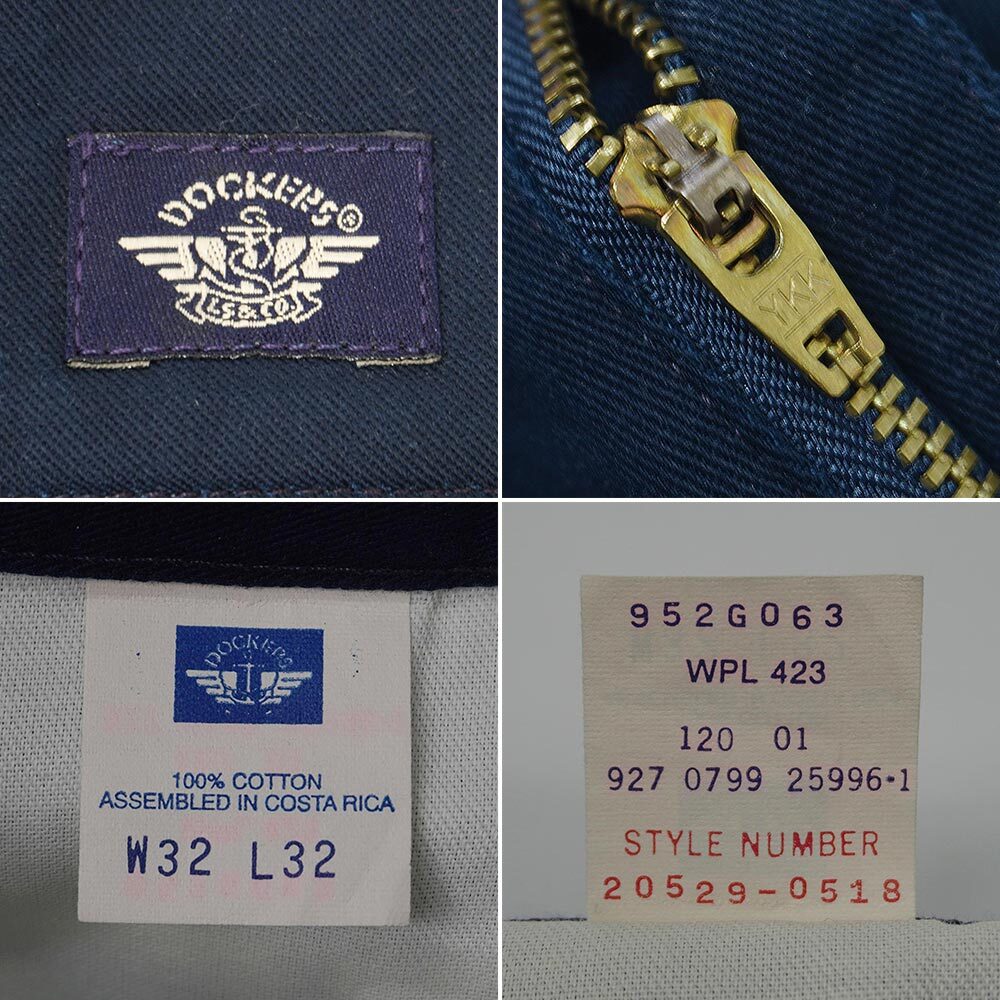 DOCKERS®
LS&CO
YKK
DOCKERS
100% COTTON
ASSEMBLED IN COSTA RICA
W32 L32
952G063
WPL 423
120 01
927 0799 25996-1
STYLE NUMBER
20529-0518